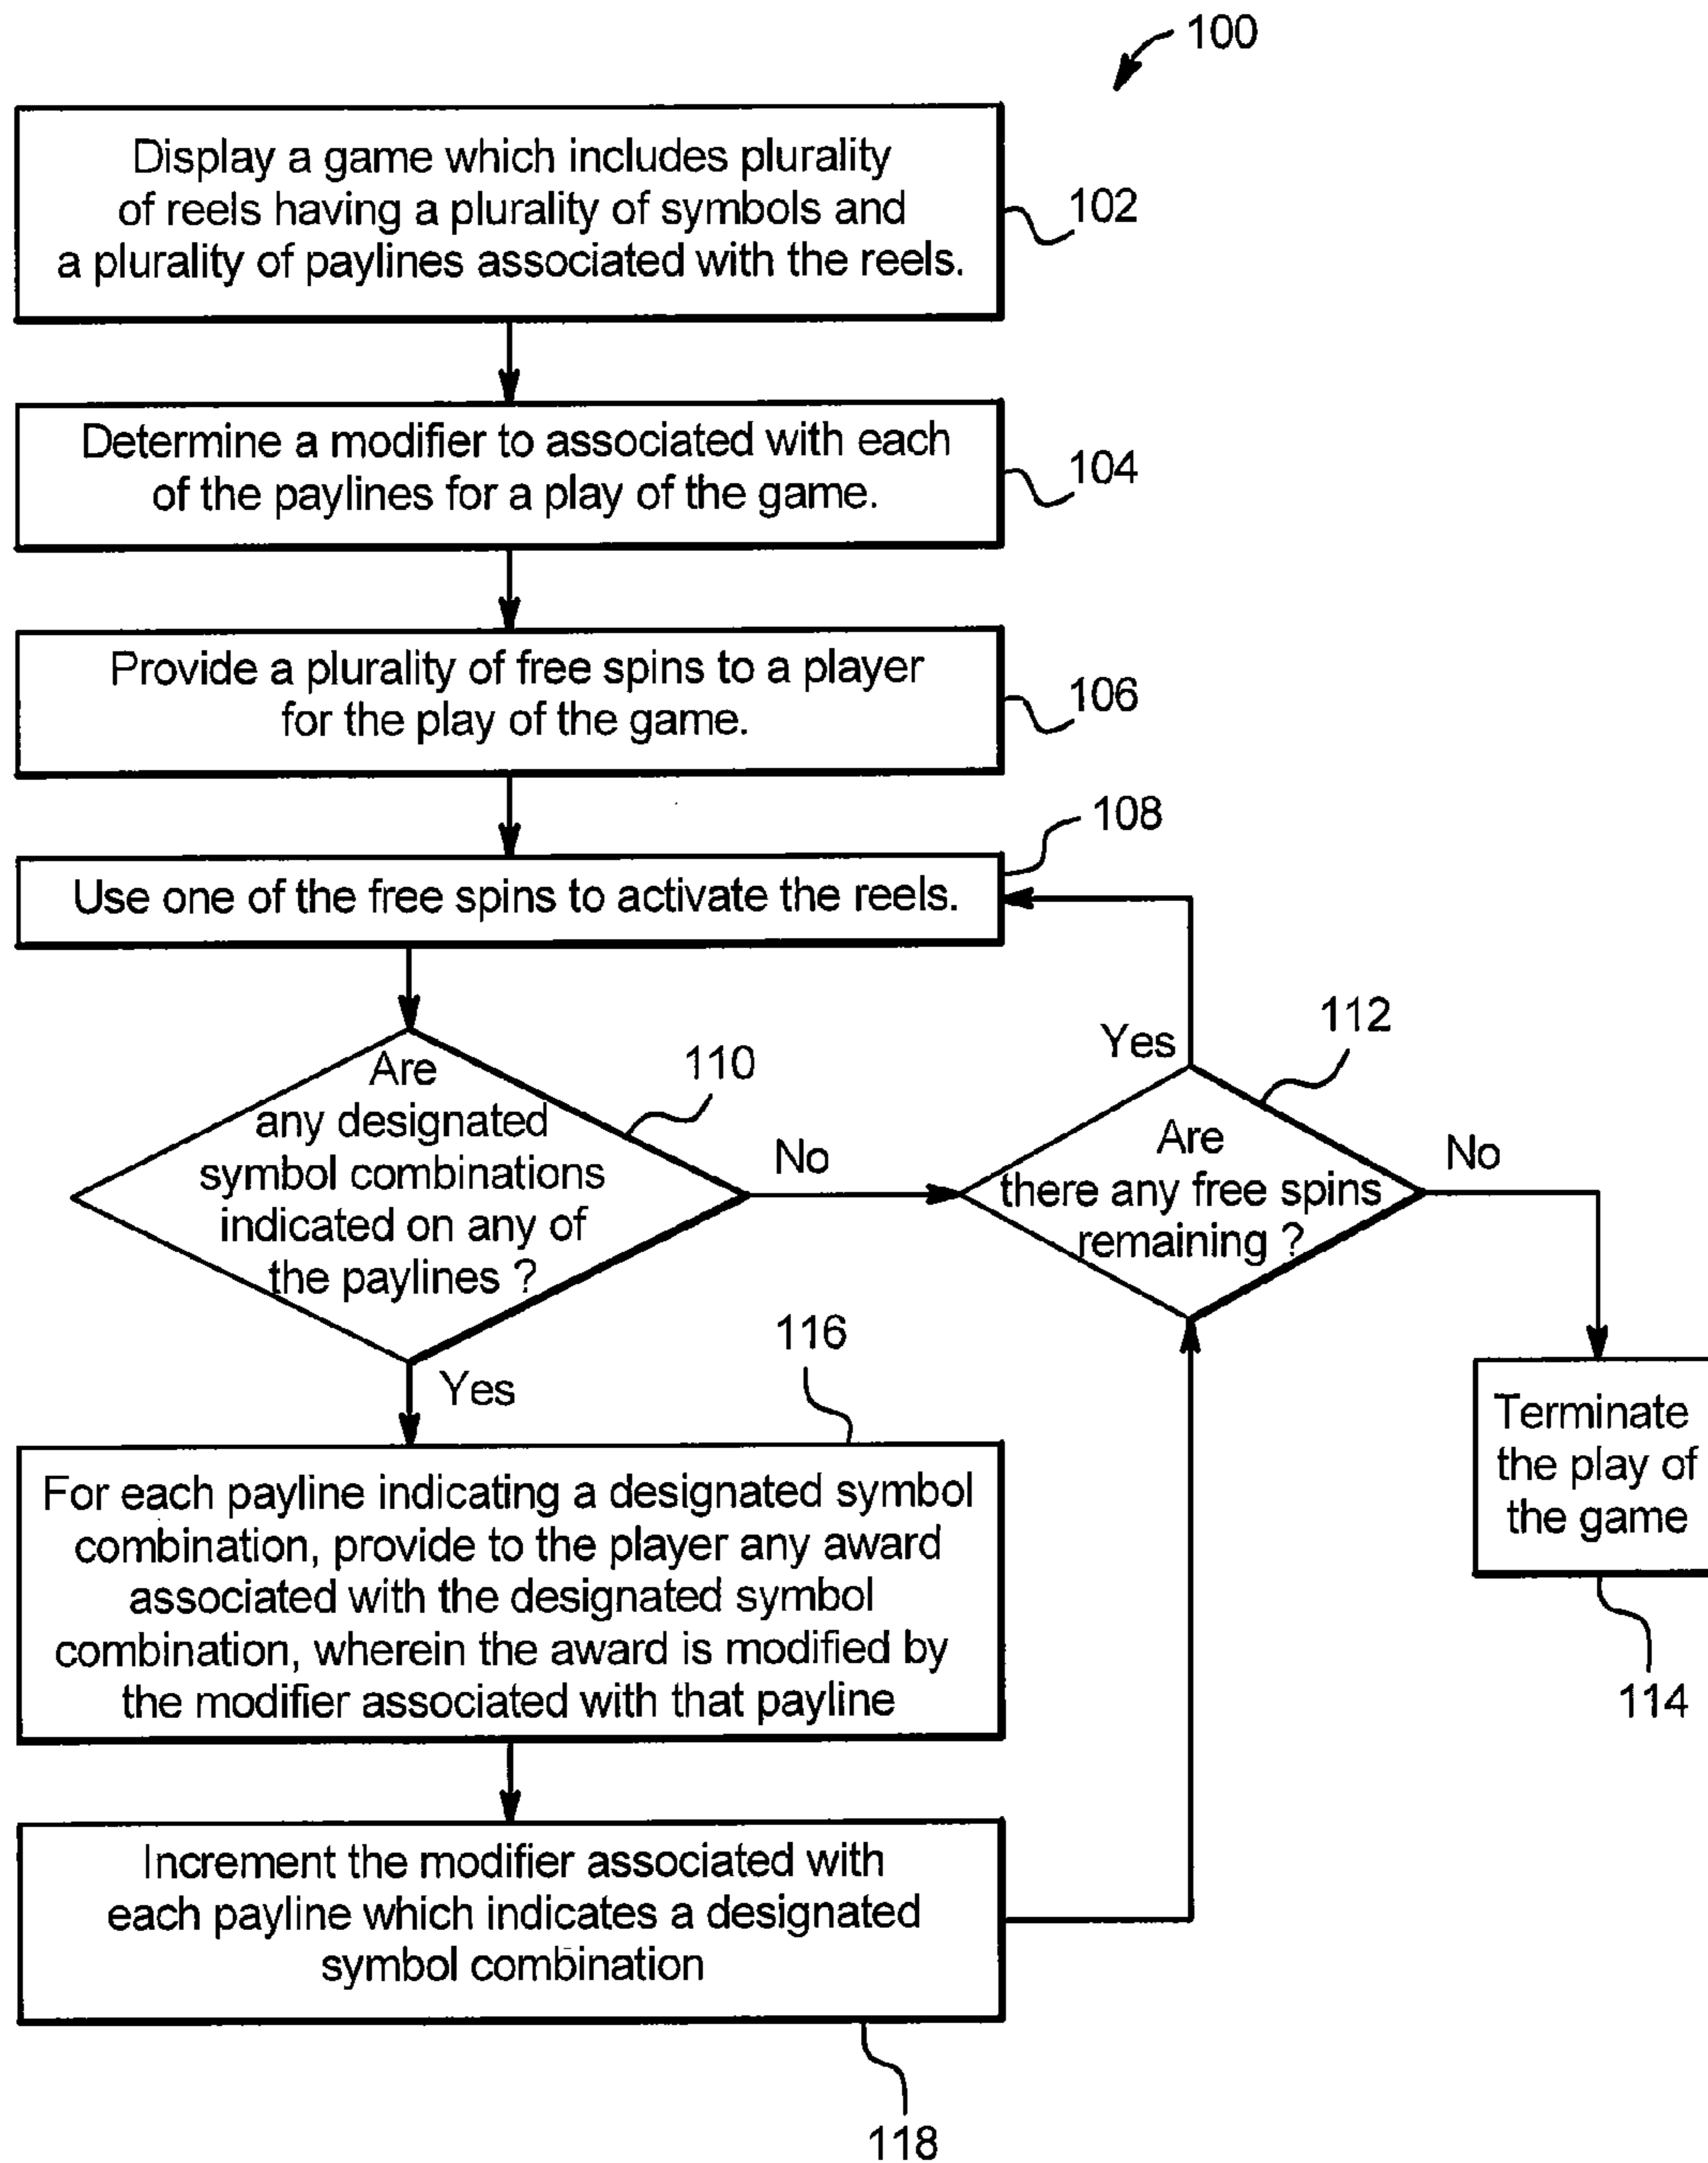 100
Display a game which includes plurality
of reels having a plurality of symbols and
a plurality of paylines associated with the reels.
102
Determine a modifier to associated with each
of the paylines for a play of the game.
104
Provide a plurality of free spins to a player
for the play of the game.
106
108
Use one of the free spins to activate the reels.
Are
any designated
symbol combinations
indicated on any of
the paylines ?
110
No
Yes
112
Yes
Are
there any free spins
remaining ?
No
Terminate
the play of
the game
114
116
For each payline indicating a designated symbol
combination, provide to the player any award
associated with the designated symbol
combination, wherein the award is modified by
the modifier associated with that payline
Increment the modifier associated with
each payline which indicates a designated
symbol combination
118